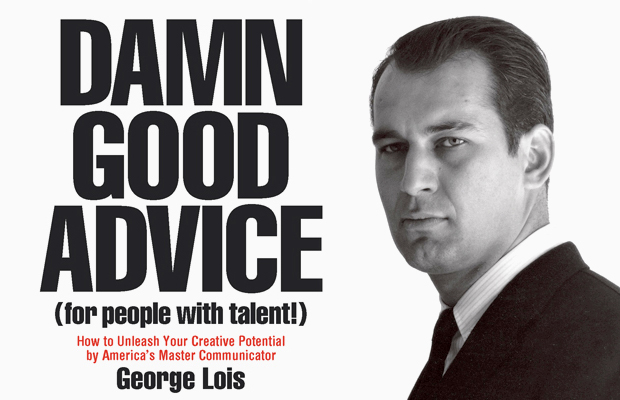 DAMN
GOOD
ADVICE
(for people with talent!)
How to Unleash Your Creative Potential
by America's Master Communicator
George Lois